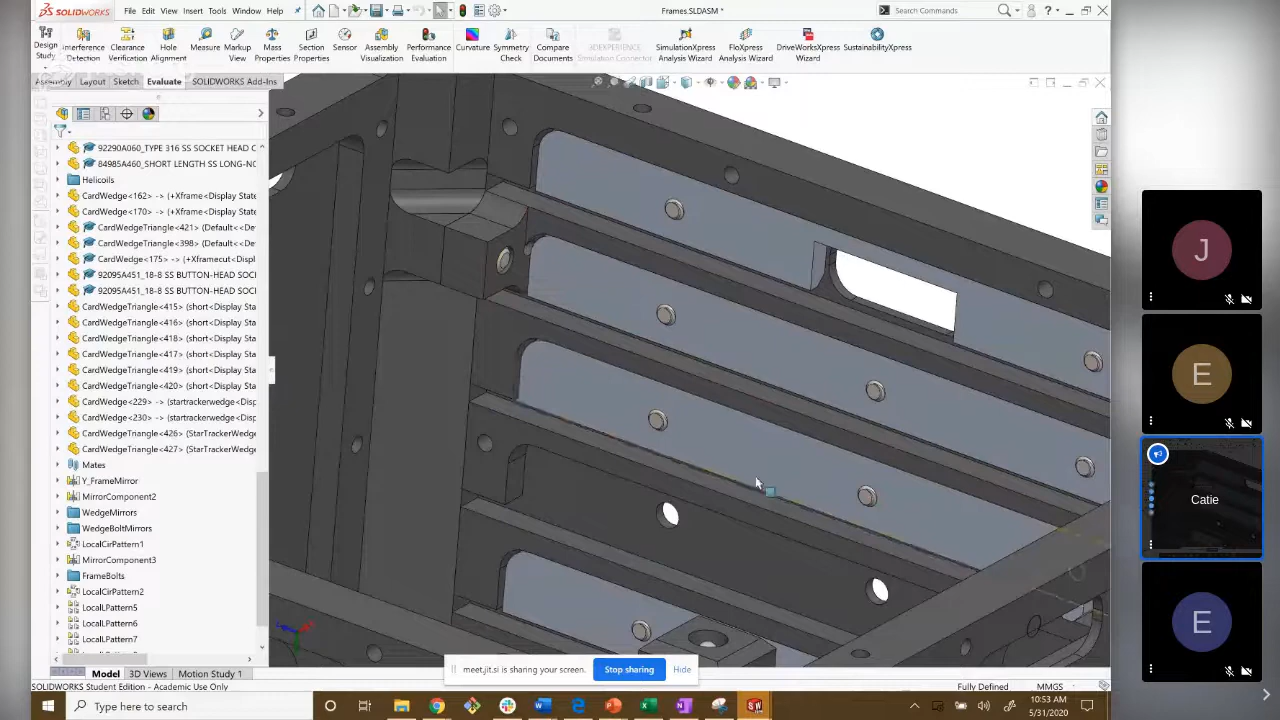 SOLIDWORKS File Edit View Insert Tools Window Help Frames.SLDASM * Search Commands
Design Study
Interference Detection
Clearance Verification
Hole Alignment
Measure
Markup View
Mass Properties
Section Properties
Sensor
Assembly Visualization
Performance Evaluation
Curvature
Symmetry Check
Compare Documents
3DEXPERIENCE Simulation Connector
SimulationXpress Analysis Wizard
FloXpress Analysis Wizard
DriveWorksXpress Wizard
SustainabilityXpress
Assembly Layout Sketch Evaluate SOLIDWORKS Add-Ins
92290A060_TYPE 316 SS SOCKET HEAD C
84985A460_SHORT LENGTH SS LONG-NC
Helicoils
CardWedge<162> -> (+Xframe<Display State
CardWedge<170> -> (+Xframe<Display State
CardWedgeTriangle<421> (Default<De
CardWedgeTriangle<398> (Default<De
CardWedge<175> -> (+Xframecut<Displ
92095A451_18-8 SS BUTTON-HEAD SOCI
92095A451_18-8 SS BUTTON-HEAD SOCI
CardWedgeTriangle<415> (short<Display Sta
CardWedgeTriangle<416> (short<Display Sta
CardWedgeTriangle<418> (short<Display Sta
CardWedgeTriangle<417> (short<Display Sta
CardWedgeTriangle<419> (short<Display Sta
CardWedgeTriangle<420> (short<Display Sta
CardWedge<229> -> (startrackerwedge<Disp
CardWedge<230> -> (startrackerwedge<Disp
CardWedgeTriangle<426> (StarTrackerWedge
CardWedgeTriangle<427> (StarTrackerWedge
Mates
Y_FrameMirror
MirrorComponent2
WedgeMirrors
WedgeBoltMirrors
LocalCirPattern1
MirrorComponent3
FrameBolts
LocalCirPattern2
LocalLPattern5
LocalLPattern6
LocalLPattern7
J
E
Catie
E
meet.jit.si is sharing your screen. Stop sharing Hide
Model 3D Views Motion Study 1
SOLIDWORKS Student Edition - Academic Use Only Fully Defined MMGS
Type here to search
10:53 AM
5/31/2020